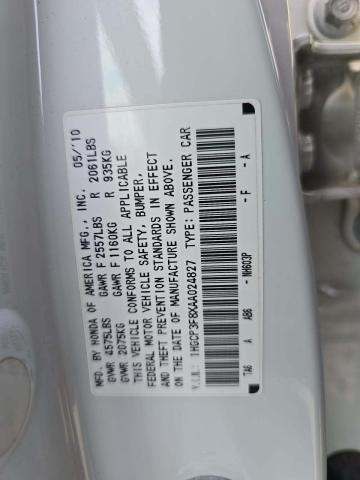 MFD. BY HONDA OF AMERICA MFG., INC. 05/'10
GVWR 4575LBS GAWR F 2557LBS R 2061LBS
GVWR 2075KG GAWR F 1160KG R 935KG
THIS VEHICLE CONFORMS TO ALL APPLICABLE
FEDERAL MOTOR VEHICLE SAFETY, BUMPER,
AND THEFT PREVENTION STANDARDS IN EFFECT
ON THE DATE OF MANUFACTURE SHOWN ABOVE.
V.I.N.: 1HGCP3F8XAA024827 TYPE: PASSENGER CAR
TA6 A ABG - NH603P - F - A